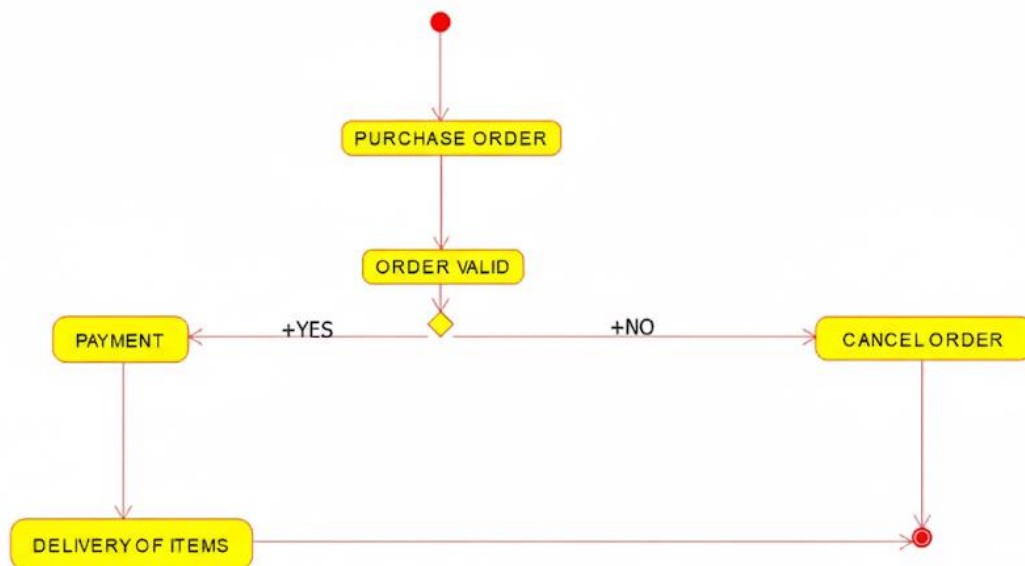 PURCHASE ORDER
ORDER VALID
+YES
+NO
PAYMENT
CANCEL ORDER
DELIVERY OF ITEMS